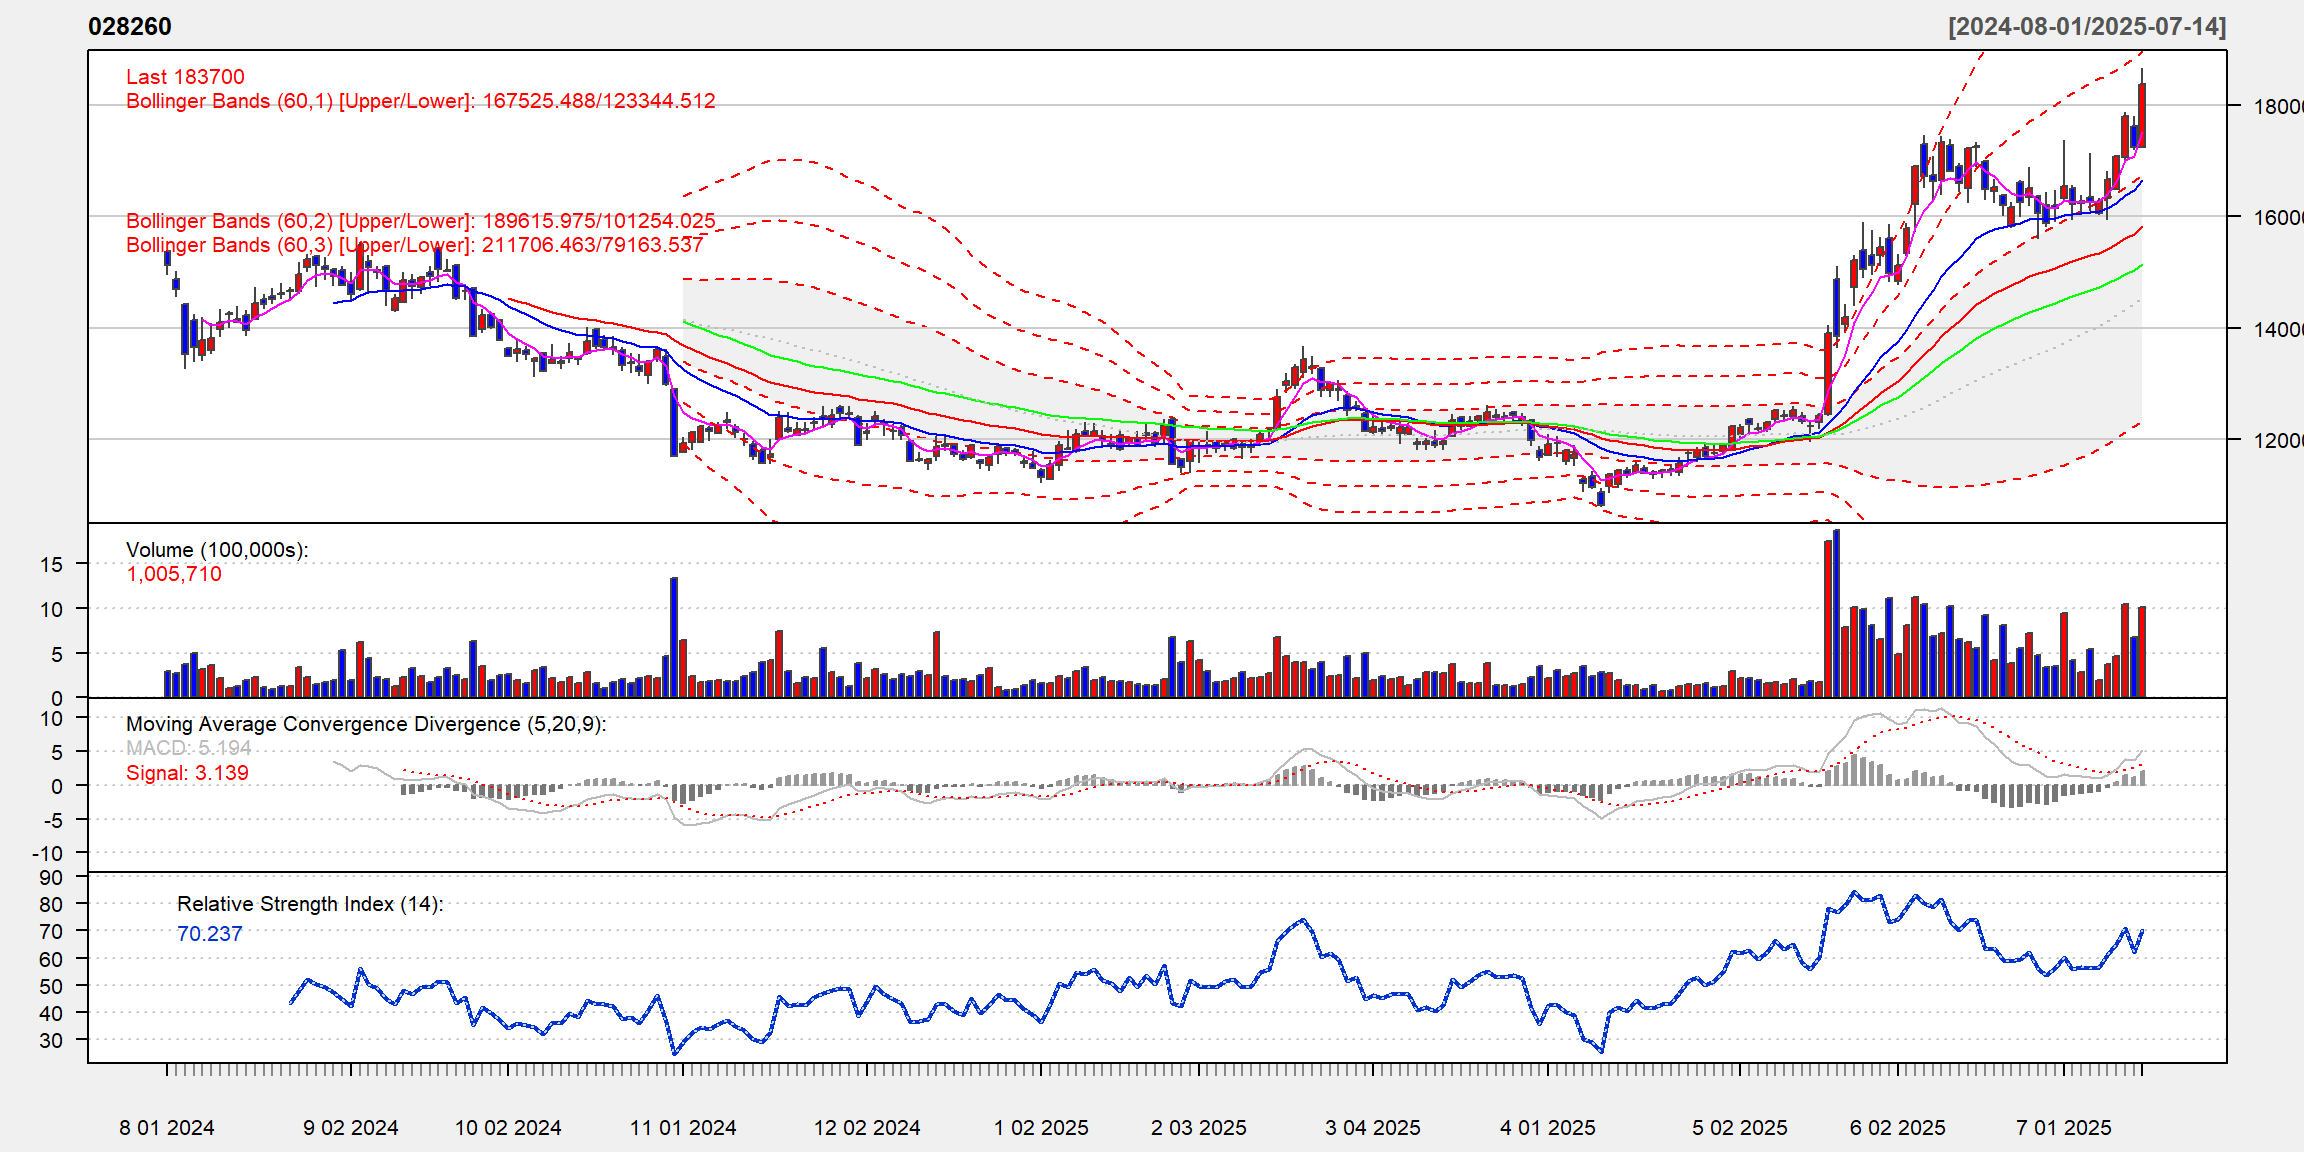 028260
[2024-08-01/2025-07-14]
Last 183700
Bollinger Bands (60,1) [Upper/Lower]: 167525.488/123344.512
Bollinger Bands (60,2) [Upper/Lower]: 189615.975/101254.025
Bollinger Bands (60,3) [Upper/Lower]: 211706.463/79163.537
18000
16000
14000
12000
Volume (100,000s):
1,005,710
15
10
5
0
Moving Average Convergence Divergence (5,20,9):
MACD: 5.194
Signal: 3.139
10
5
0
-5
-10
Relative Strength Index (14):
70.237
90
80
70
60
50
40
30
8 01 2024
9 02 2024
10 02 2024
11 01 2024
12 02 2024
1 02 2025
2 03 2025
3 04 2025
4 01 2025
5 02 2025
6 02 2025
7 01 2025